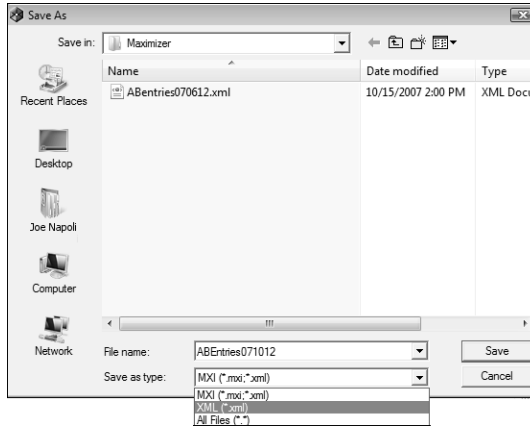 Save As
Save in:
Maximizer
Name
Date modified
Type
ABentries070612.xml
10/15/2007 2:00 PM
XML Docu
Recent Places
Desktop
Joe Napoli
Computer
Network
File name:
ABEntries071012
Save
Save as type:
MXI (*.mxi;*.xml)
Cancel
MXI (*.mxi;*.xml)
XML (*.xml)
All Files (*.*)